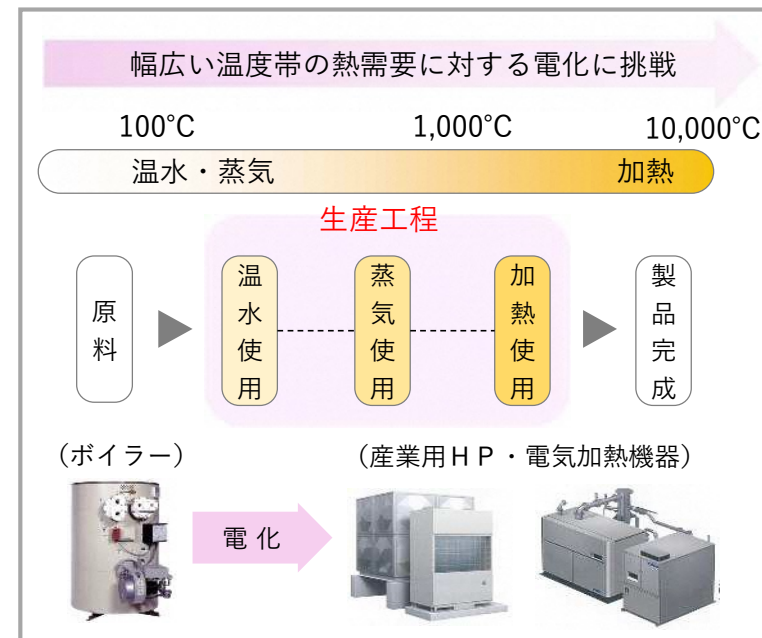 幅広い温度帯の熱需要に対する電化に挑戦
100°C 1,000°C 10,000°C
温水・蒸気 加熱
生産工程
原料
温水使用
蒸気使用
加熱使用
製品完成
（ボイラー） （産業用ＨＰ・電気加熱機器）
電 化